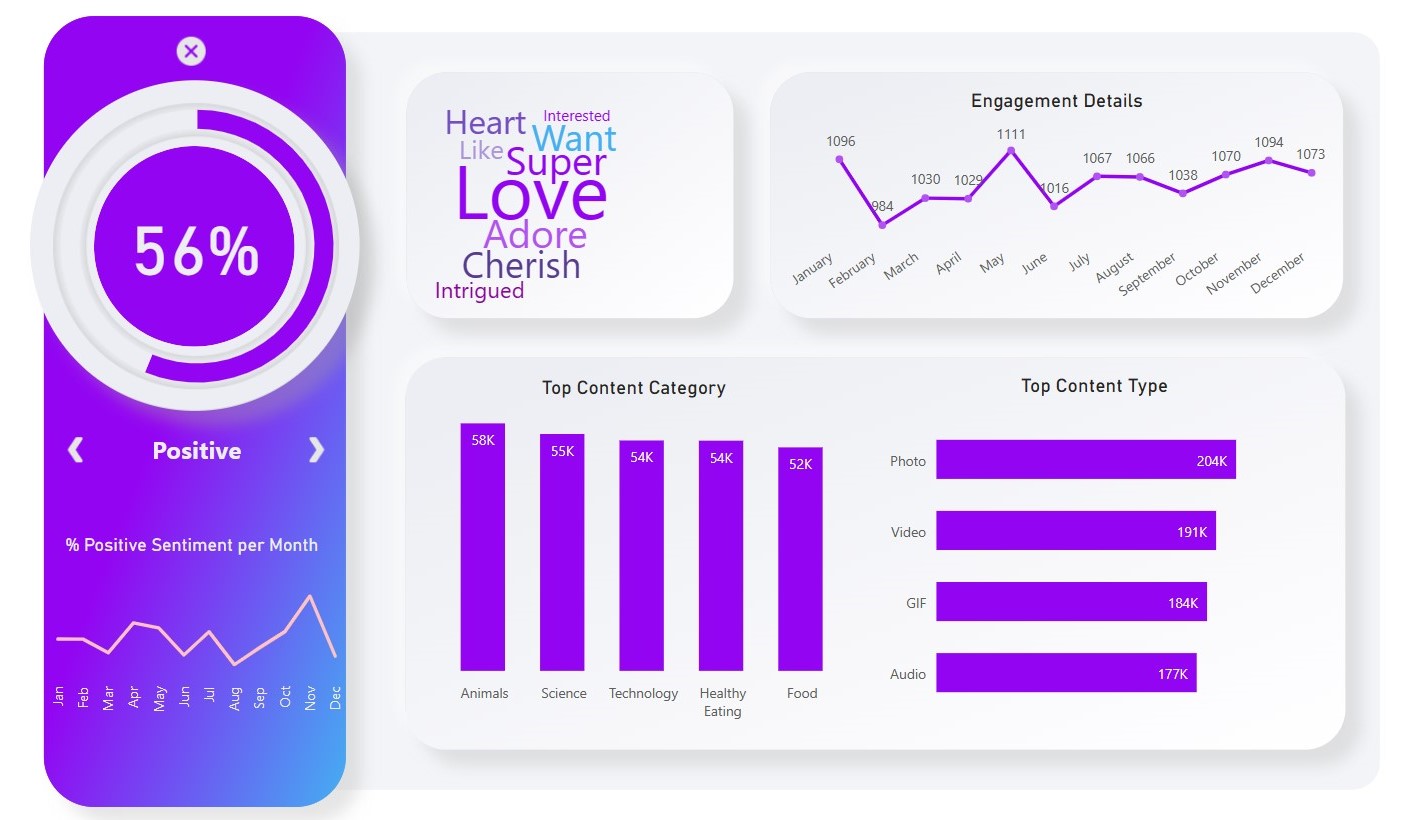 56%
Positive
% Positive Sentiment per Month
Jan Feb Mar Apr May Jun Jul Aug Sep Oct Nov Dec
Heart
Interested
Want
Like
Super
Love
Adore
Cherish
Intrigued
Engagement Details
1096 984 1030 1029 1111 1016 1067 1066 1038 1070 1094 1073
January February March April May June July August September October November December
Top Content Category
58K 55K 54K 54K 52K
Animals Science Technology Healthy Food
Eating
Top Content Type
Photo 204K
Video 191K
GIF 184K
Audio 177K